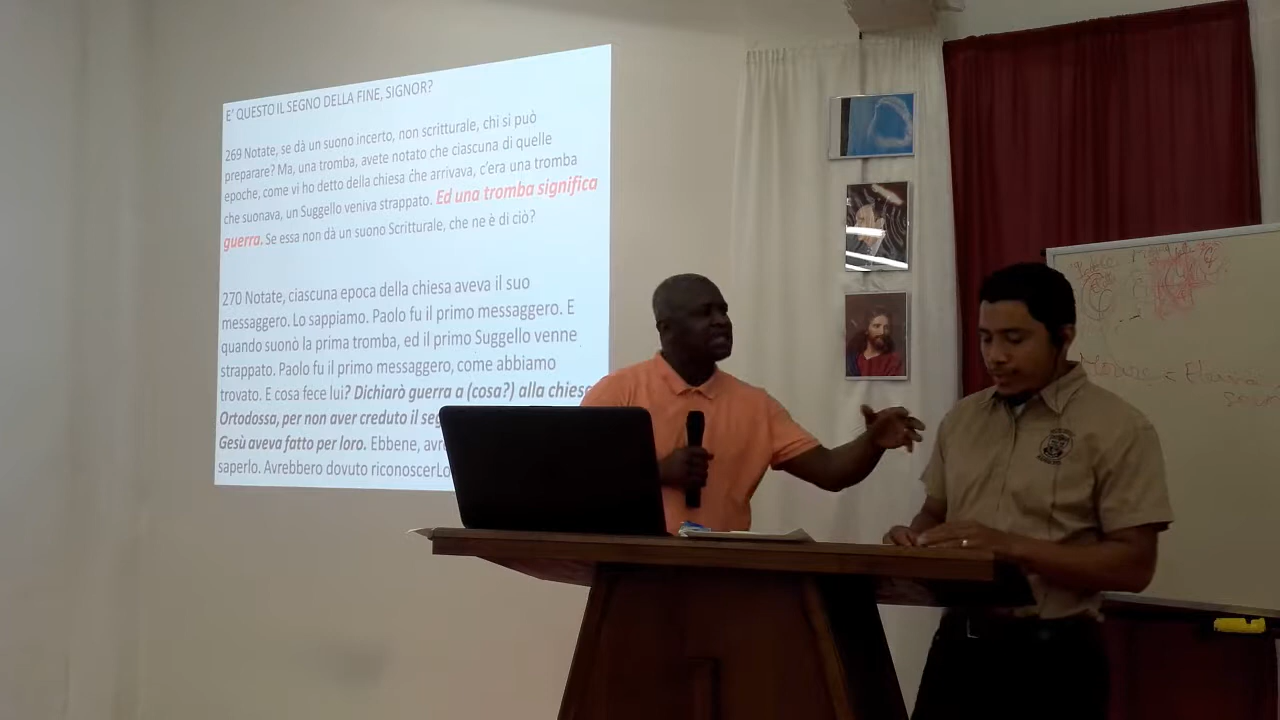 E' QUESTO IL SEGNO DELLA FINE, SIGNOR?
269 Notate, se dà un suono incerto, non scritturale, chi si può
preparare? Ma, una tromba, avete notato che ciascuna di quelle
epoche, come vi ho detto della chiesa che arrivava, c'era una tromba
che suonava, un Suggello veniva strappato. Ed una tromba significa
guerra. Se essa non dà un suono Scritturale, che ne è di ciò?
270 Notate, ciascuna epoca della chiesa aveva il suo
messaggero. Lo sappiamo. Paolo fu il primo messaggero. E
quando suonò la prima tromba, ed il primo Suggello venne
strappato. Paolo fu il primo messaggero, come abbiamo
trovato. E cosa fece lui? Dichiarò guerra a (cosa?) alla chiesa
Ortodossa, per non aver creduto il seg
Gesù aveva fatto per loro. Ebbene, avre
saperlo. Avrebbero dovuto riconoscerLo